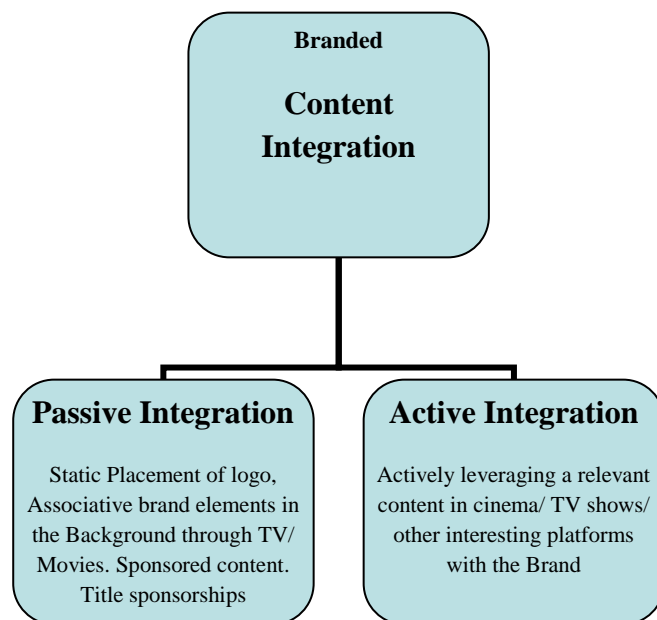 Branded
Content
Integration
Passive Integration
Static Placement of logo,
Associative brand elements in
the Background through TV/
Movies. Sponsored content.
Title sponsorships
Active Integration
Actively leveraging a relevant
content in cinema/ TV shows/
other interesting platforms
with the Brand